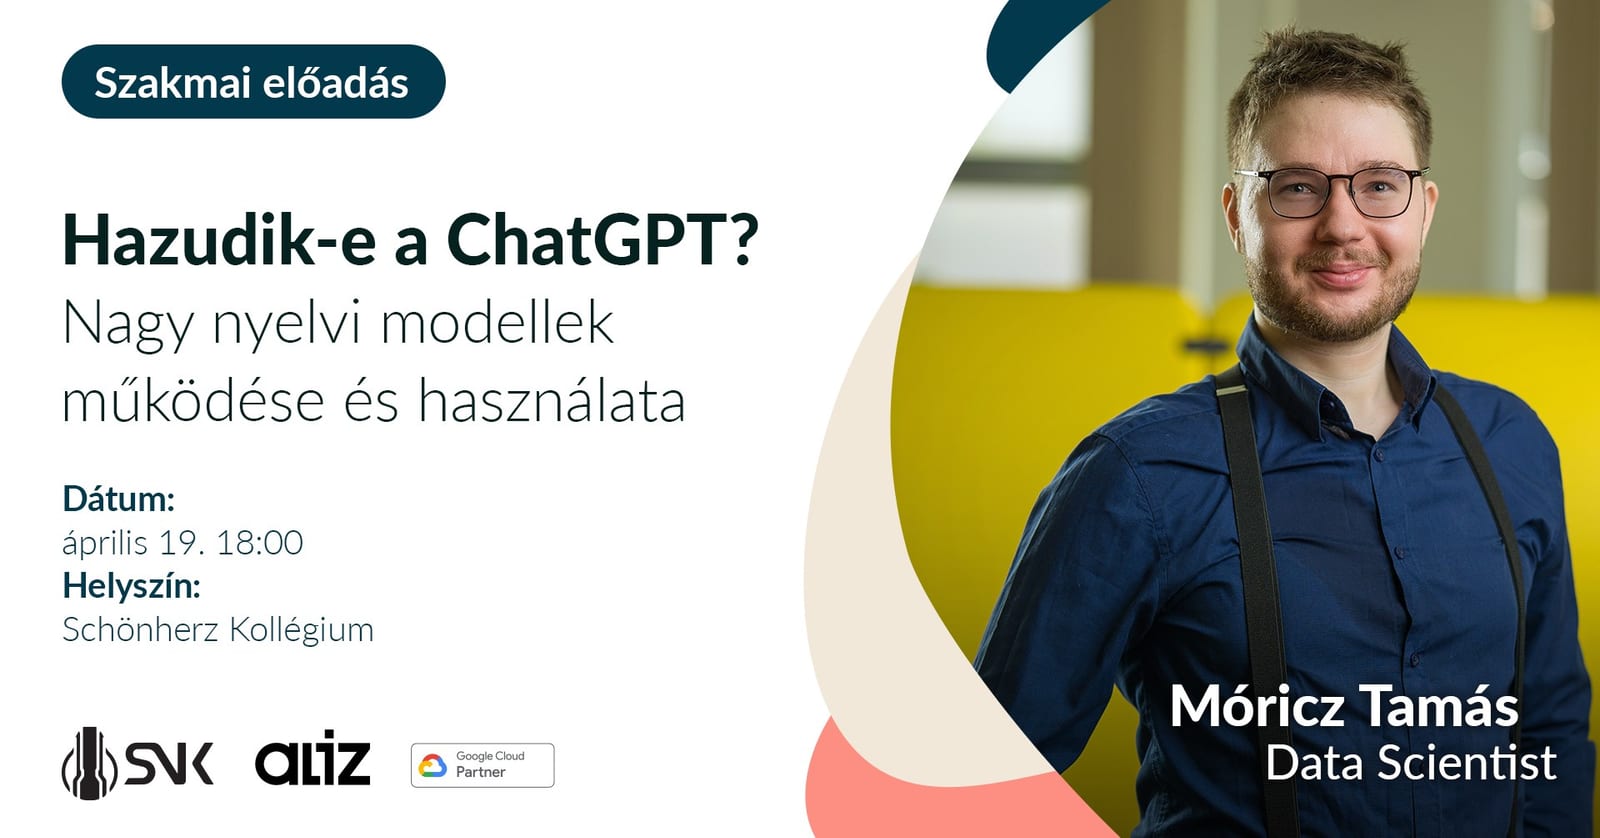 Szakmai előadás
Hazudik-e a ChatGPT?
Nagy nyelvi modellek
működése és használata
Dátum:
április 19. 18:00
Helyszín:
Schönherz Kollégium
SVK
aliz
Google Cloud
Partner
Móricz Tamás
Data Scientist